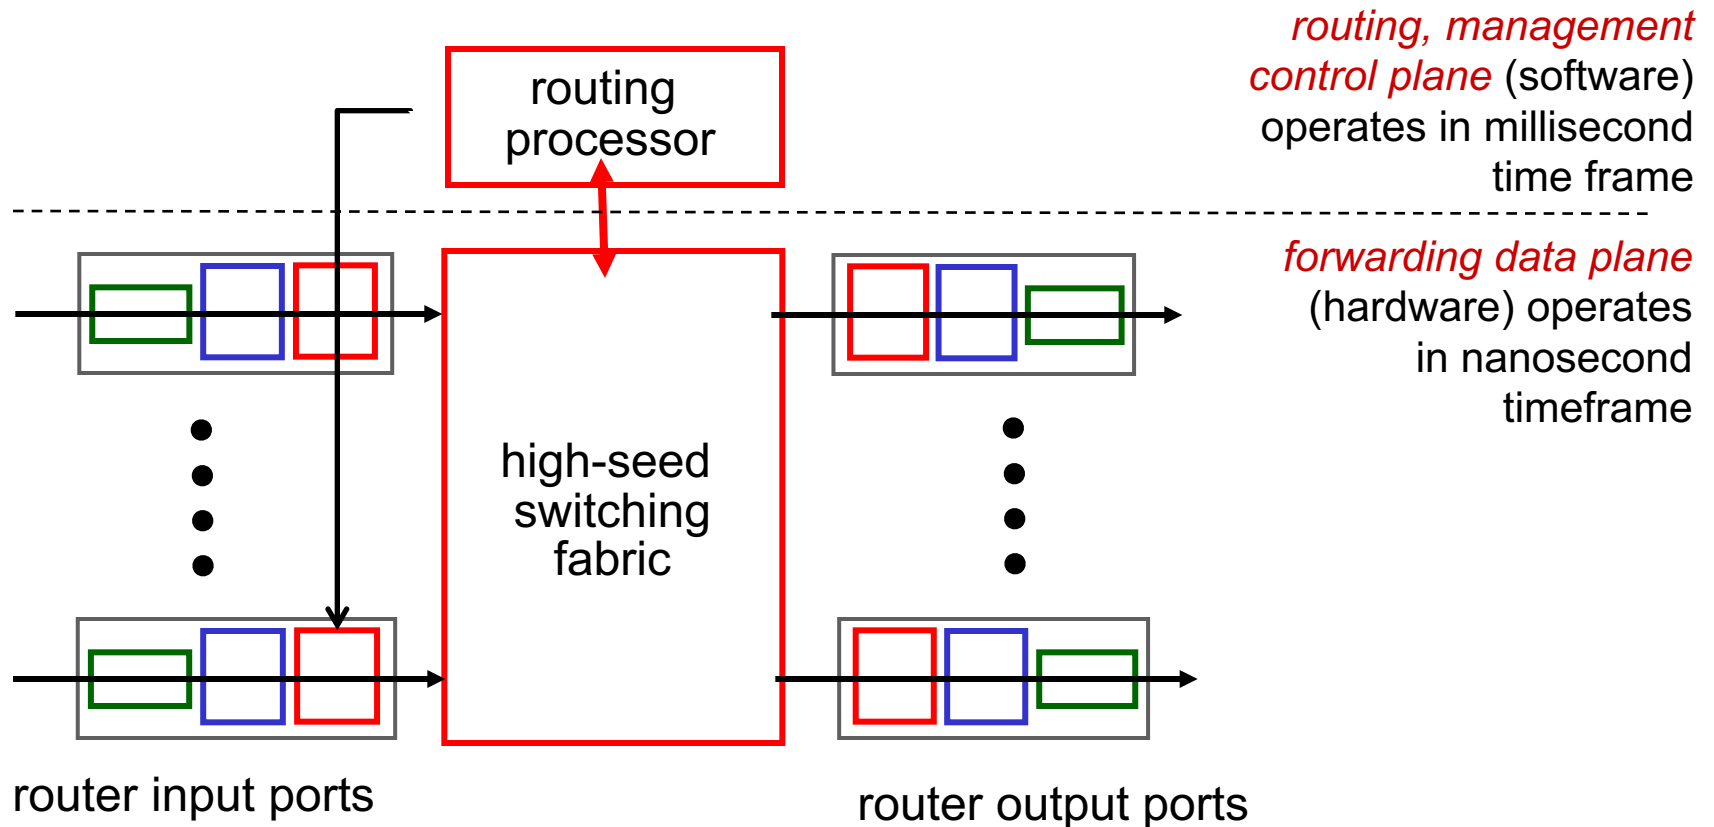 routing, management
control plane (software)
operates in millisecond
time frame
routing
processor
forwarding data plane
(hardware) operates
in nanosecond
timeframe
high-seed
switching
fabric
router input ports
router output ports